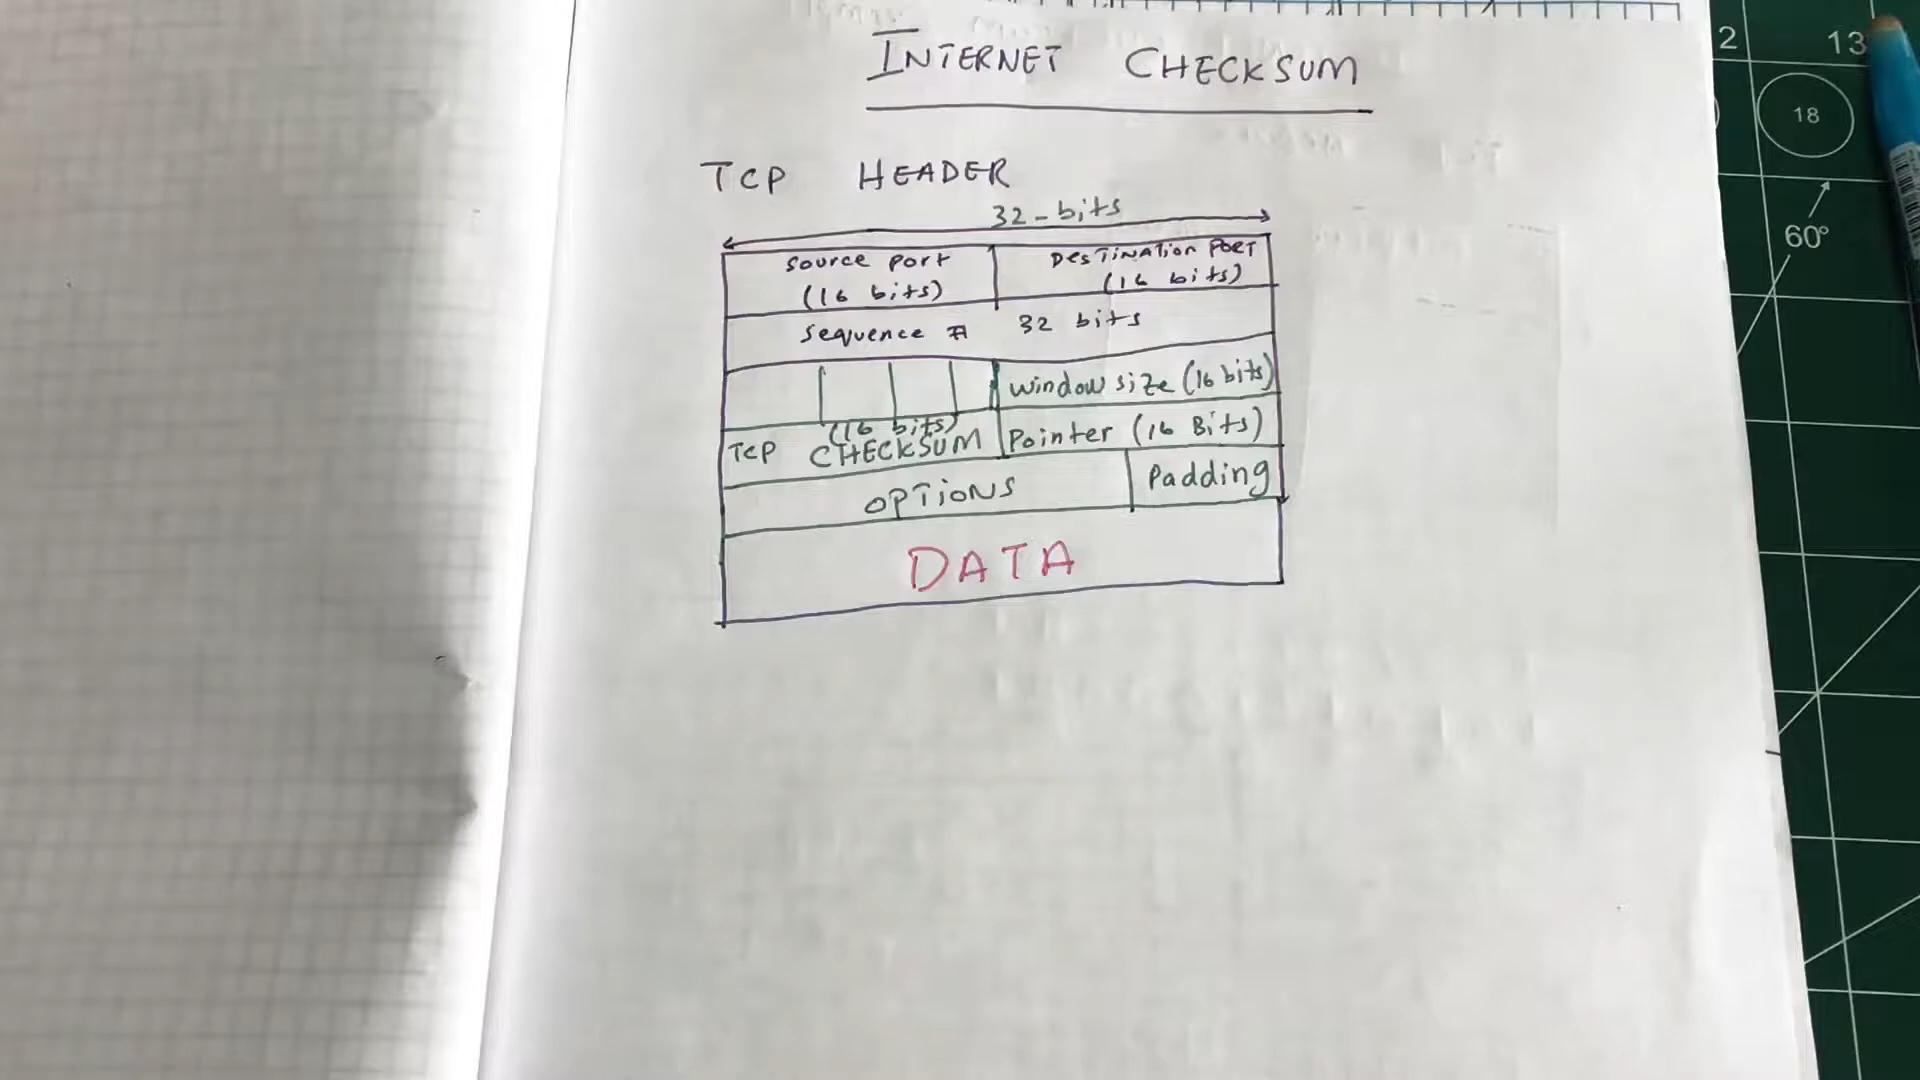 INTERNET CHECKSUM
TCP HEADER
32-bits
Source port
(16 bits)
DESTINATION PORT
(16 bits)
Sequence # 32 bits
Window size (16 bits)
(16 bits)
TCP CHECKSUM
Pointer (16 Bits)
OPTIONS
Padding
DATA
2
13
18
60°